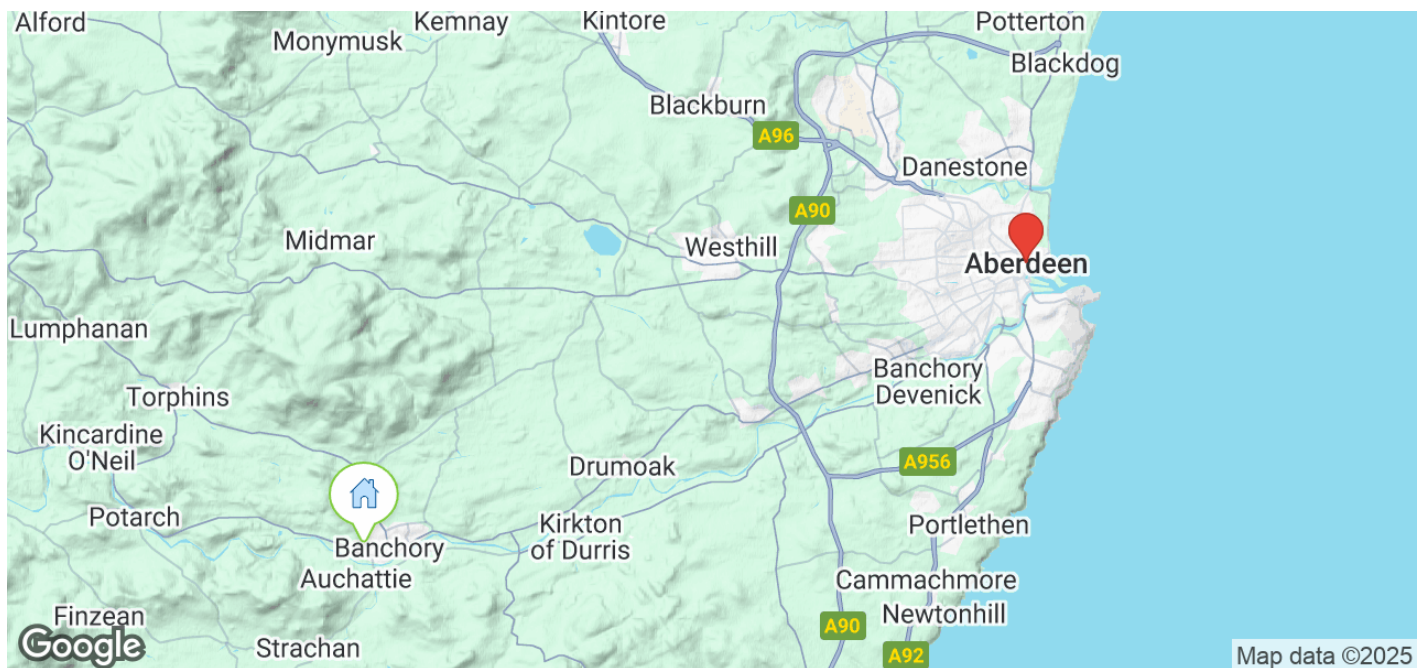 Alford
Kemnay
Kintore
Potterton
Monymusk
Blackdog
Blackburn
A96
Danestone
A90
Midmar
Westhill
Aberdeen
Lumphanan
Banchory
Devenick
Torphins
Kincardine
O'Neil
Drumoak
A956
Potarch
Kirkton
of Durris
Portlethen
Banchory
Auchattie
Cammachmore
Newtonhill
Finzean
A90
Strachan
A92
Google
Map data ©2025